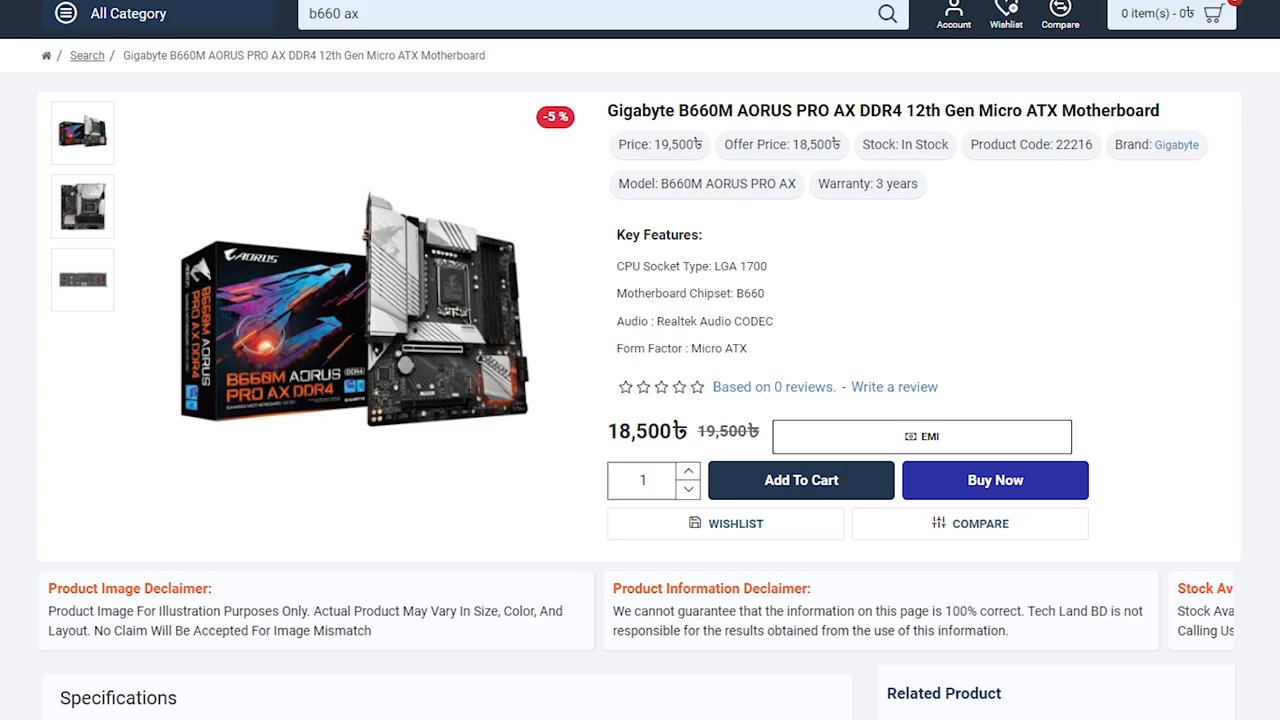 All Category
b660 ax
Account
Wishlist
Compare
0 item(s) - 0৳
/ Search / Gigabyte B660M AORUS PRO AX DDR4 12th Gen Micro ATX Motherboard
-5 %
Gigabyte B660M AORUS PRO AX DDR4 12th Gen Micro ATX Motherboard
Price: 19,500৳
Offer Price: 18,500৳
Stock: In Stock
Product Code: 22216
Brand: Gigabyte
Model: B660M AORUS PRO AX
Warranty: 3 years
AORUS
B660M AORUS
PRO AX DDR4
B660M AORUS DDR4
PRO AX DDR4
Key Features:
CPU Socket Type: LGA 1700
Motherboard Chipset: B660
Audio : Realtek Audio CODEC
Form Factor : Micro ATX
Based on 0 reviews. - Write a review
18,500৳ 19,500৳
EMI
1
Add To Cart
Buy Now
WISHLIST
COMPARE
Product Image Declaimer:
Product Image For Illustration Purposes Only. Actual Product May Vary In Size, Color, And
Layout. No Claim Will Be Accepted For Image Mismatch
Product Information Declaimer:
We cannot guarantee that the information on this page is 100% correct. Tech Land BD is not
responsible for the results obtained from the use of this information.
Stock Av
Stock Ava
Calling Us
Specifications
Related Product